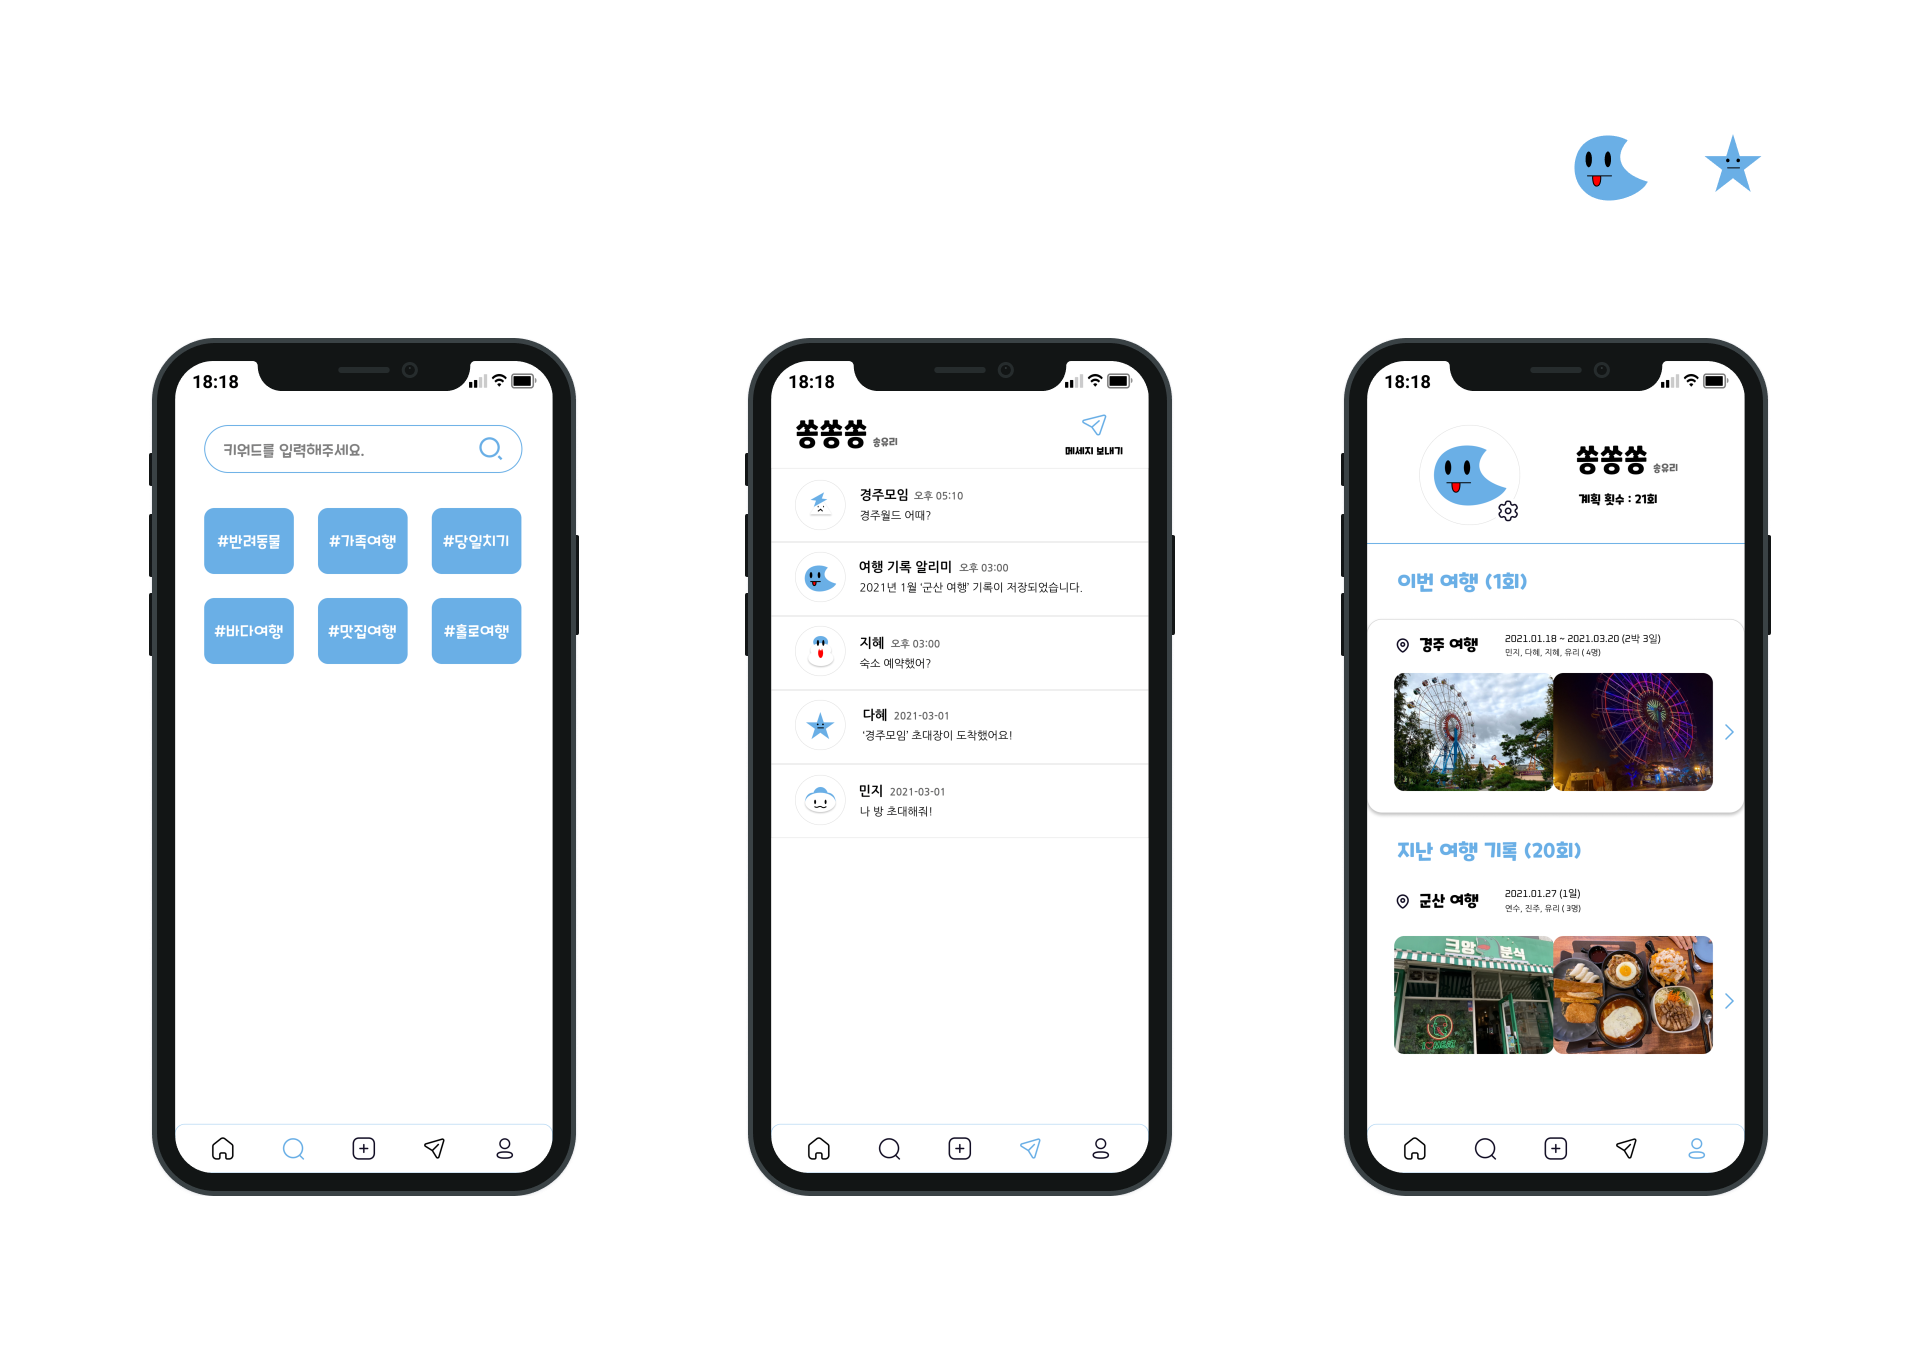 18:18
키워드를 입력해주세요.
#반려동물
#가족여행
#당일치기
#바다여행
#맛집여행
#홀로여행
18:18
쏭쏭쏭 송유리
메세지 보내기
경주모임 오후 05:10
경주월드 어때?
여행 기록 알리미 오후 03:00
2021년 1월 ‘군산 여행’ 기록이 저장되었습니다.
지혜 오후 03:00
숙소 예약했어?
다혜 2021-03-01
‘경주모임’ 초대장이 도착했어요!
민지 2021-03-01
나 방 초대해줘!
18:18
쏭쏭쏭 송유리
계획 횟수 : 21회
이번 여행 (1회)
경주 여행
2021.01.18 ~ 2021.03.20 (2박 3일)
민지, 다혜, 지혜, 유리 ( 4명)
지난 여행 기록 (20회)
군산 여행
2021.01.27 (1일)
연수, 진주, 유리 ( 3명)
분식